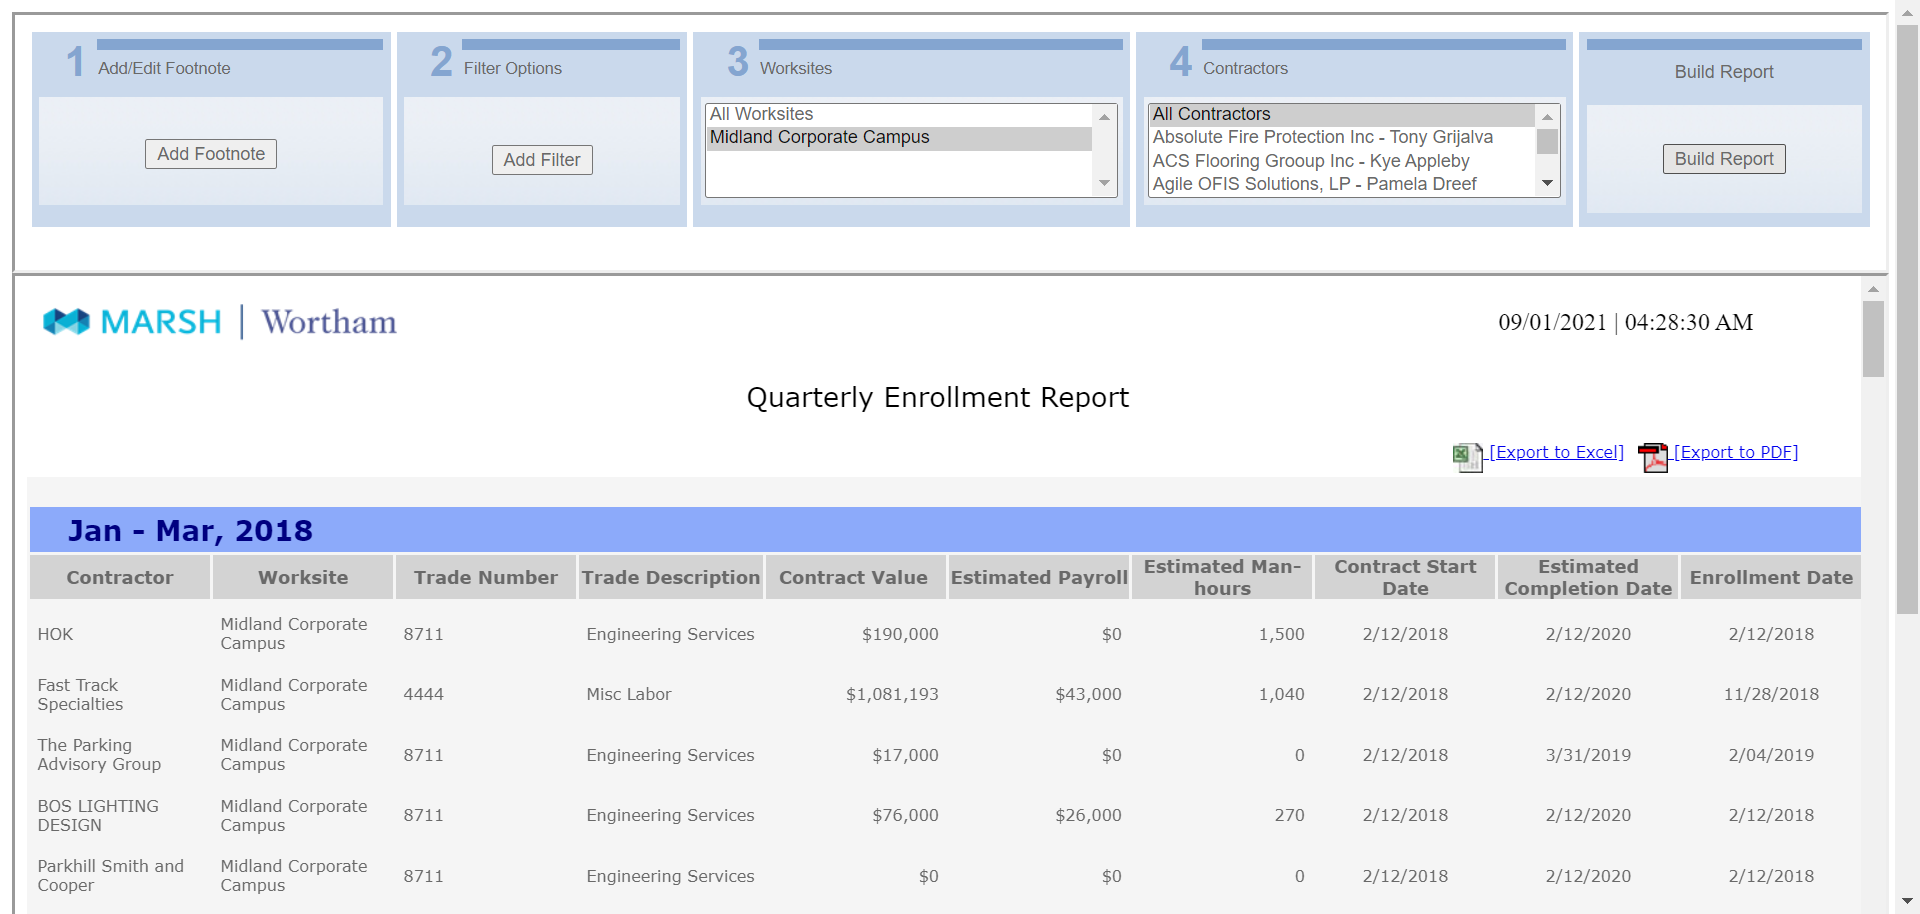 1 Add/Edit Footnote
Add Footnote
2 Filter Options
Add Filter
3 Worksites
All Worksites
Midland Corporate Campus
4 Contractors
All Contractors
Absolute Fire Protection Inc - Tony Grijalva
ACS Flooring Grooup Inc - Kye Appleby
Agile OFIS Solutions, LP - Pamela Dreef
Build Report
Build Report
MARSH | Wortham
09/01/2021 | 04:28:30 AM
Quarterly Enrollment Report
[Export to Excel] [Export to PDF]
Jan - Mar, 2018
Contractor Worksite Trade Number Trade Description Contract Value Estimated Payroll Estimated Man-hours Contract Start Date Estimated Completion Date Enrollment Date
HOK Midland Corporate Campus 8711 Engineering Services $190,000 $0 1,500 2/12/2018 2/12/2020 2/12/2018
Fast Track Specialties Midland Corporate Campus 4444 Misc Labor $1,081,193 $43,000 1,040 2/12/2018 2/12/2020 11/28/2018
The Parking Advisory Group Midland Corporate Campus 8711 Engineering Services $17,000 $0 0 2/12/2018 3/31/2019 2/04/2019
BOS LIGHTING DESIGN Midland Corporate Campus 8711 Engineering Services $76,000 $26,000 270 2/12/2018 2/12/2020 2/12/2018
Parkhill Smith and Cooper Midland Corporate Campus 8711 Engineering Services $0 $0 0 2/12/2018 2/12/2020 2/12/2018